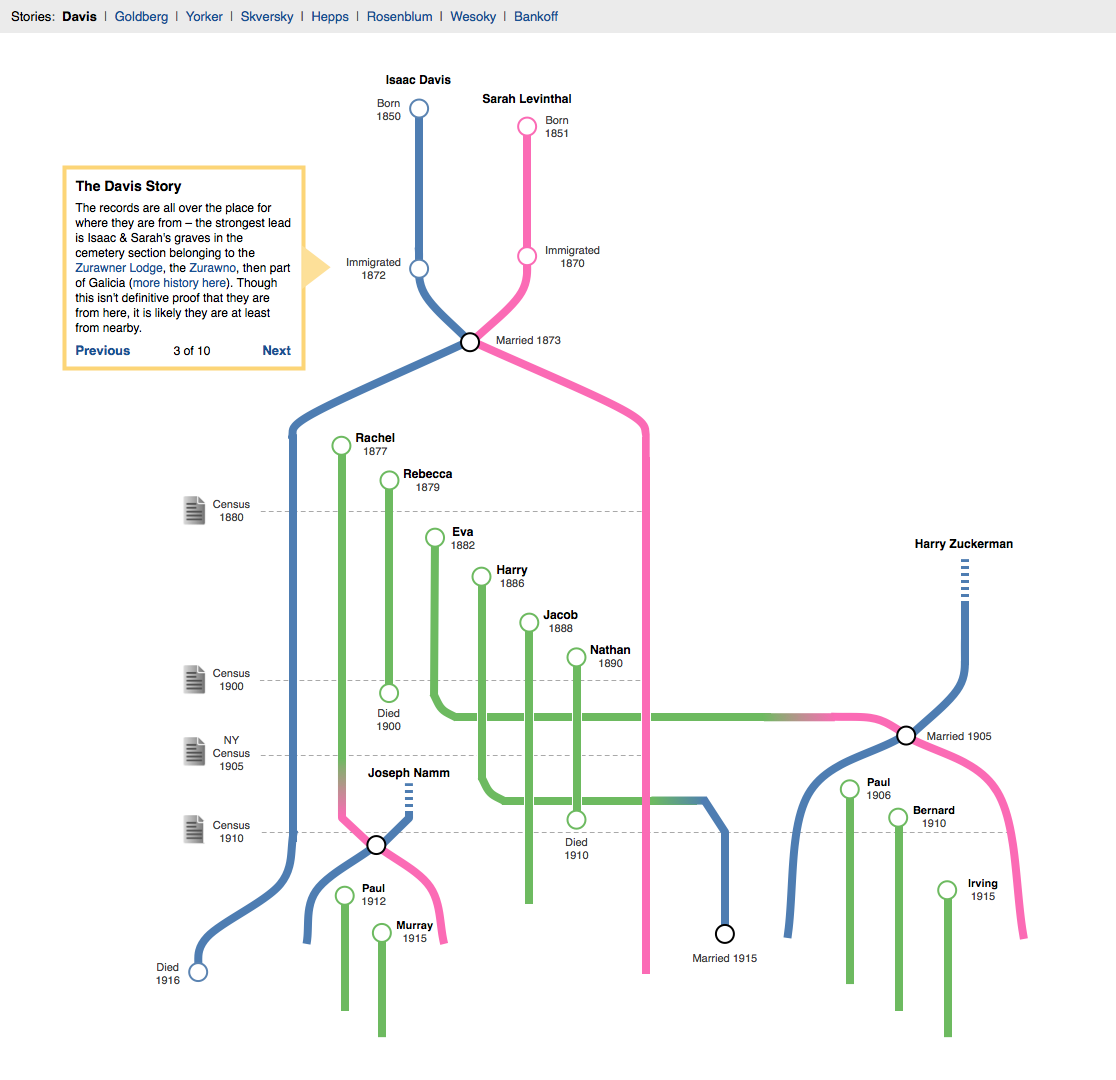 Stories: Davis | Goldberg | Yorker | Skversky | Hepps | Rosenblum | Wesoky | Bankoff
Isaac Davis
Born
1850
Sarah Levinthal
Born
1851
The Davis Story
The records are all over the place for
where they are from – the strongest lead
is Isaac & Sarah's graves in the
cemetery section belonging to the
Zurawner Lodge, the Zurawno, then part
of Galicia (more history here). Though
this isn't definitive proof that they are
from here, it is likely they are at least
from nearby.
Previous 3 of 10 Next
Immigrated
1872
Immigrated
1870
Married 1873
Rachel
1877
Rebecca
1879
Census
1880
Eva
1882
Harry
1886
Jacob
1888
Nathan
1890
Harry Zuckerman
Census
1900
Died
1900
NY
Census
1905
Married 1905
Joseph Namm
Paul
1906
Bernard
1910
Census
1910
Died
1910
Paul
1912
Murray
1915
Irving
1915
Married 1915
Died
1916